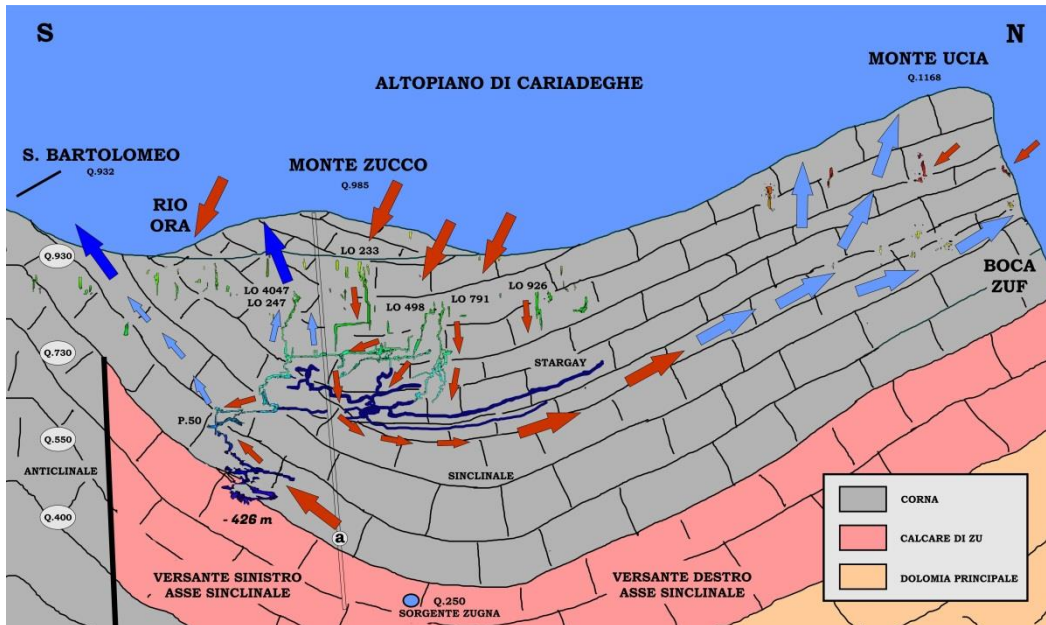 S
N
ALTOPIANO DI CARIADEGHE
MONTE UCIA
Q.1168
S. BARTOLOMEO
Q.932
MONTE ZUCCO
Q.985
RIO
ORA
LO 233
Q.930
LO 4047
LO 247
LO 498
LO 791
LO 926
BOCA
ZUF
Q.730
STARGAY
P.50
Q.550
ANTICLINALE
SINCLINALE
Q.400
- 426 m
a
CORNA
CALCARE DI ZU
DOLOMIA PRINCIPALE
VERSANTE SINISTRO
ASSE SINCLINALE
VERSANTE DESTRO
ASSE SINCLINALE
Q.250
SORGENTE ZUGNA